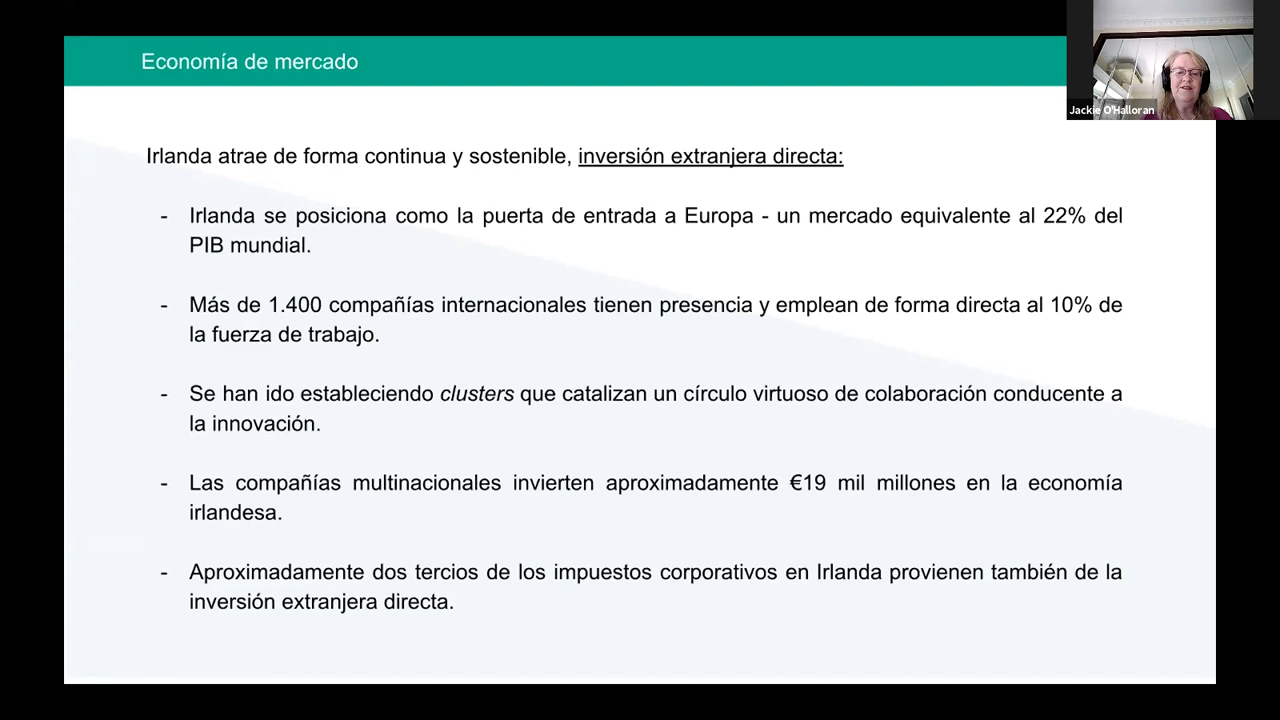 Economía de mercado
Jackie O'Halloran
Irlanda atrae de forma continua y sostenible, inversión extranjera directa:
- Irlanda se posiciona como la puerta de entrada a Europa - un mercado equivalente al 22% del
PIB mundial.
- Más de 1.400 compañías internacionales tienen presencia y emplean de forma directa al 10% de
la fuerza de trabajo.
- Se han ido estableciendo clusters que catalizan un círculo virtuoso de colaboración conducente a
la innovación.
- Las compañías multinacionales invierten aproximadamente €19 mil millones en la economía
irlandesa.
- Aproximadamente dos tercios de los impuestos corporativos en Irlanda provienen también de la
inversión extranjera directa.